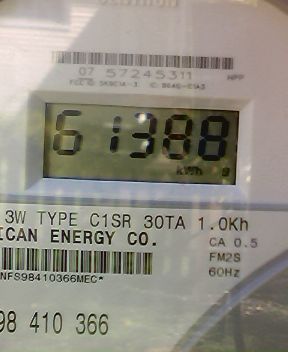 07 57245311
61388
kWh
3W TYPE C1SR 30TA 1.0Kh
ICAN ENERGY CO.
CA 0.5
FM2S
60Hz
NFS98410366MEC*
98 410 366